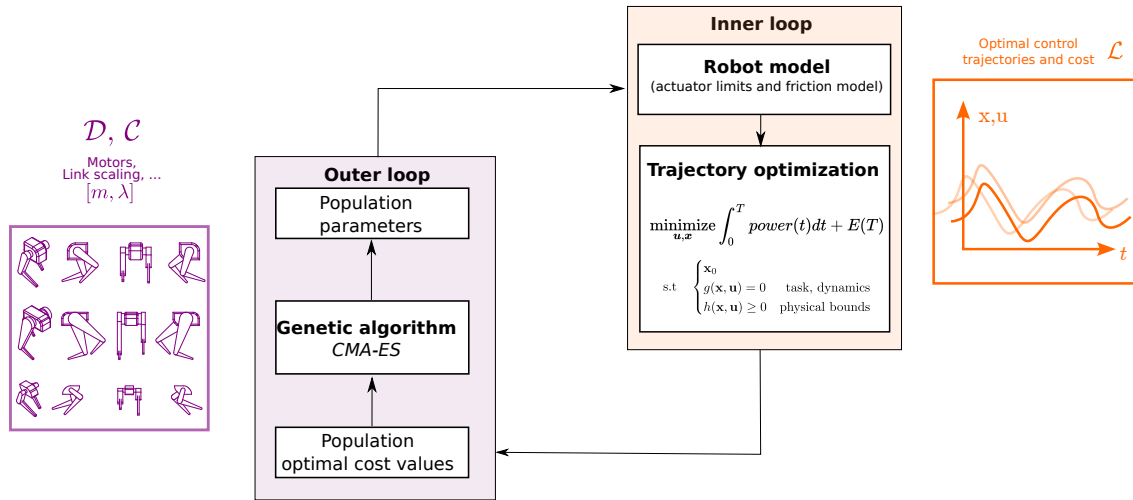 𝒟, 𝒞
Motors,
Link scaling, ...
[m, λ]
Outer loop
Population
parameters
Genetic algorithm
CMA-ES
Population
optimal cost values
Inner loop
Robot model
(actuator limits and friction model)
Trajectory optimization
minimize ∫₀ᵀ power(t)dt + E(T)
u,x
s.t
x₀
g(x, u) = 0 task, dynamics
h(x, u) ≥ 0 physical bounds
Optimal control
trajectories and cost ℒ
x,u
t